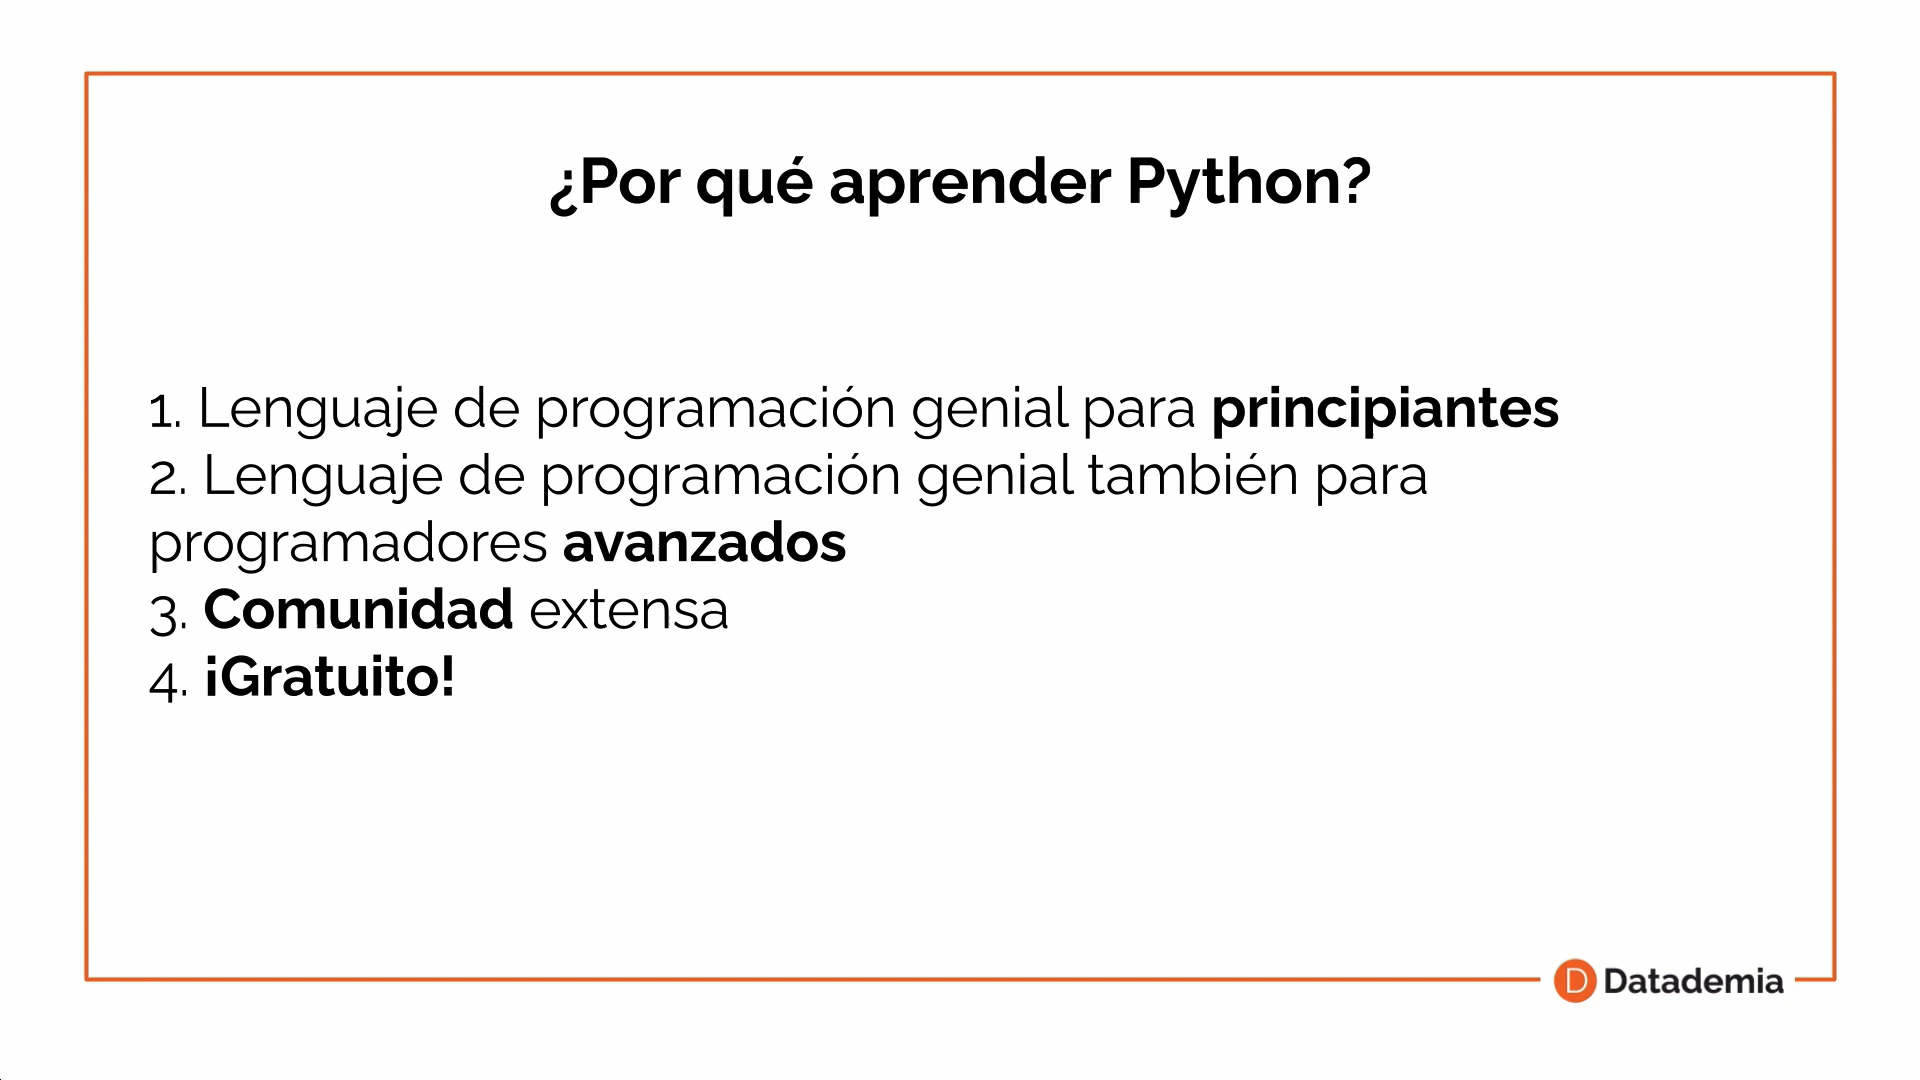 ¿Por qué aprender Python?
1. Lenguaje de programación genial para principiantes
2. Lenguaje de programación genial también para
programadores avanzados
3. Comunidad extensa
4. ¡Gratuito!
D Datademia